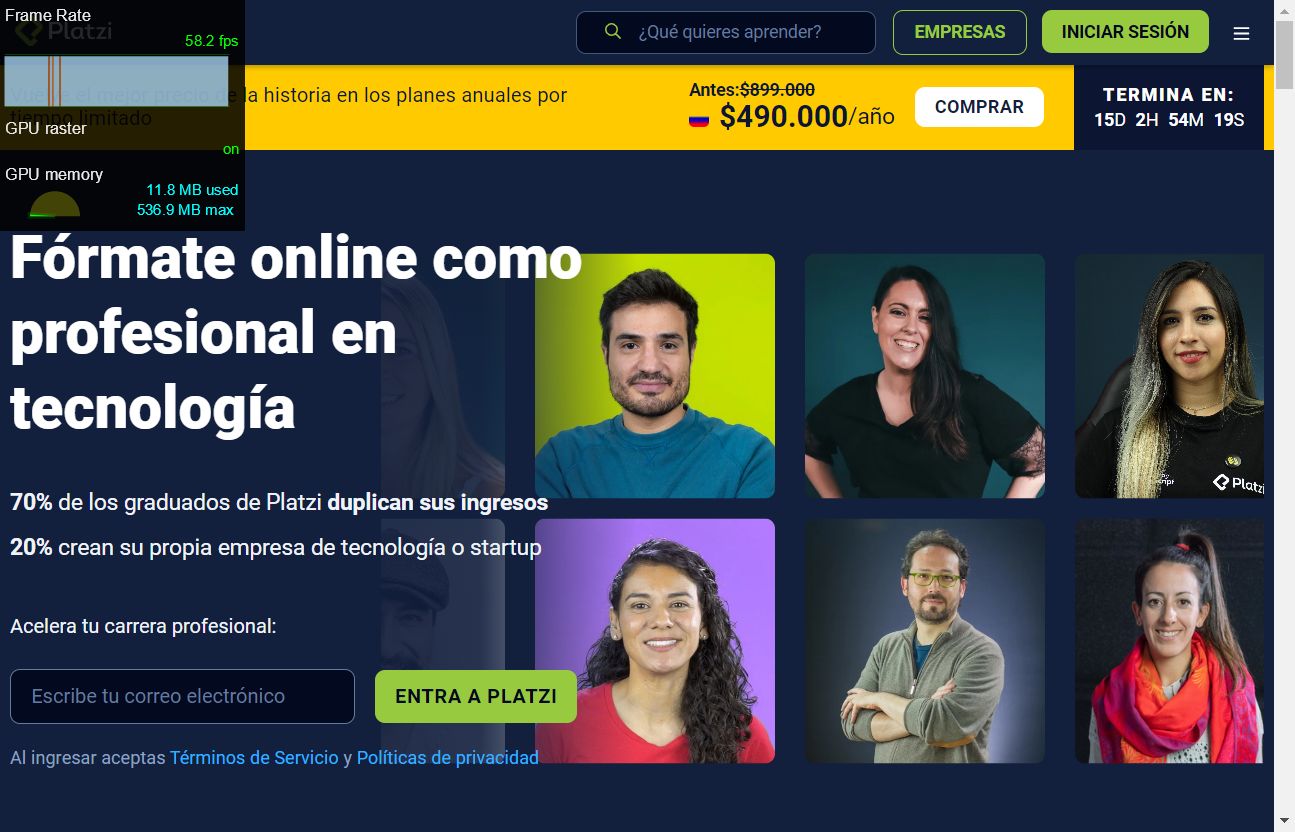 Frame Rate
Platzi
58.2 fps
¿Qué quieres aprender?
EMPRESAS
INICIAR SESIÓN
Vuelve el mejor precio de la historia en los planes anuales por
tiempo limitado
Antes:$899.000
$490.000/año
COMPRAR
TERMINA EN:
15D 2H 54M 19S
GPU raster
on
GPU memory
11.8 MB used
536.9 MB max
Fórmate online como
profesional en
tecnología
70% de los graduados de Platzi duplican sus ingresos
20% crean su propia empresa de tecnología o startup
Platzi
Acelera tu carrera profesional:
Escribe tu correo electrónico
ENTRA A PLATZI
Al ingresar aceptas Términos de Servicio y Políticas de privacidad